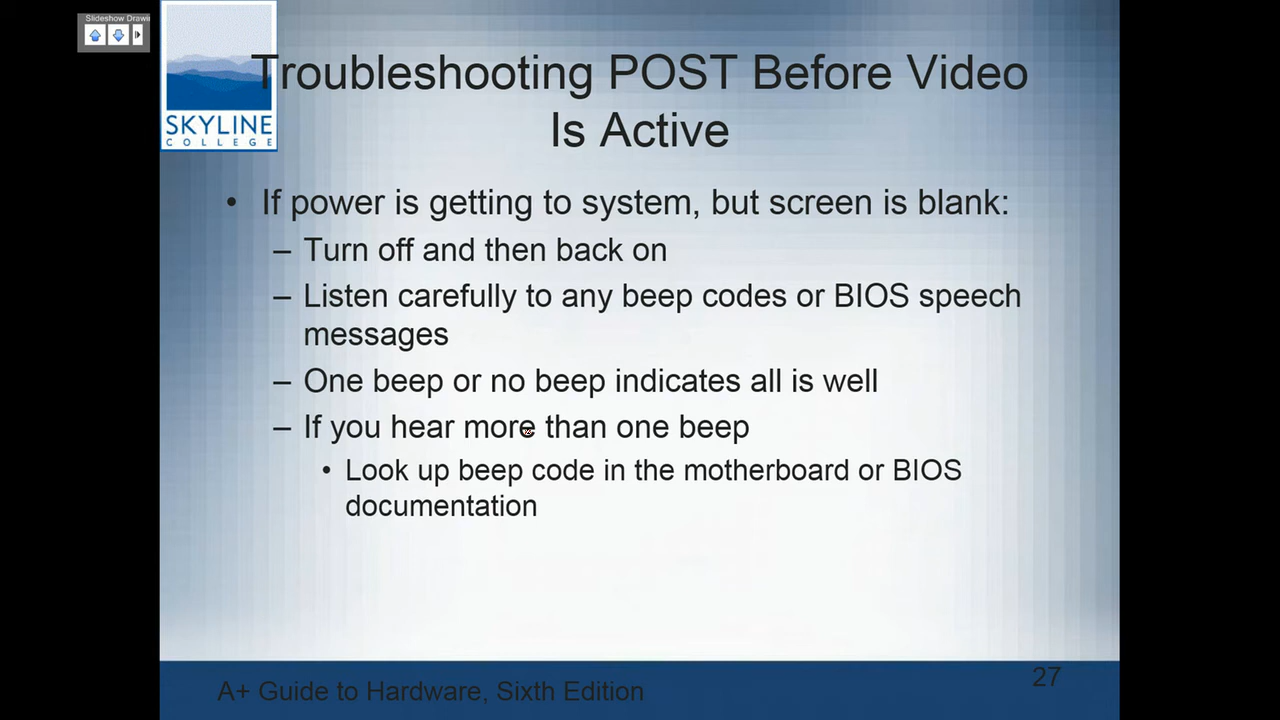 Slideshow Drawi
SKYLINE
COLLEGE
Troubleshooting POST Before Video
Is Active
• If power is getting to system, but screen is blank:
– Turn off and then back on
– Listen carefully to any beep codes or BIOS speech
messages
– One beep or no beep indicates all is well
– If you hear more than one beep
• Look up beep code in the motherboard or BIOS
documentation
A+ Guide to Hardware, Sixth Edition
27